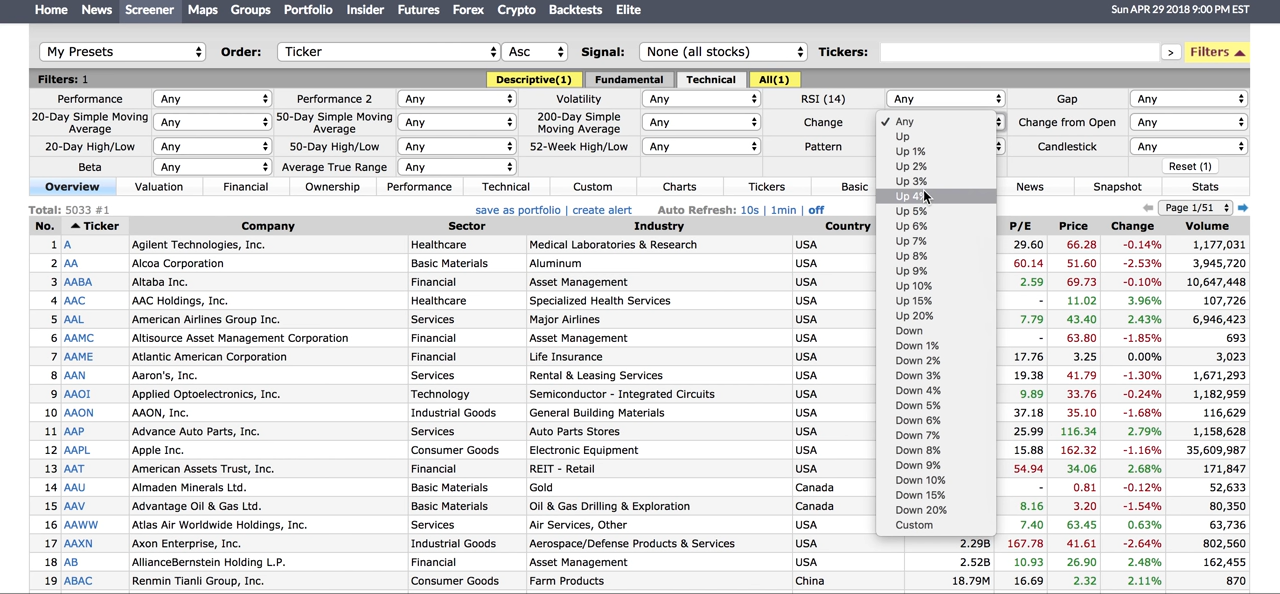 Home News Screener Maps Groups Portfolio Insider Futures Forex Crypto Backtests Elite Sun APR 29 2018 9:00 PM EST
My Presets Order: Ticker Asc Signal: None (all stocks) Tickers: > Filters
Filters: 1 Descriptive(1) Fundamental Technical All(1)
Performance Any Performance 2 Any Volatility Any RSI (14) Any Gap Any
20-Day Simple Moving Average Any 50-Day Simple Moving Average Any 200-Day Simple Moving Average Any Change Change from Open Any
20-Day High/Low Any 50-Day High/Low Any 52-Week High/Low Any Pattern Candlestick Any
Beta Any Average True Range Any Reset (1)
✓ Any
Up
Up 1%
Up 2%
Up 3%
Up 4%
Up 5%
Up 6%
Up 7%
Up 8%
Up 9%
Up 10%
Up 15%
Up 20%
Down
Down 1%
Down 2%
Down 3%
Down 4%
Down 5%
Down 6%
Down 7%
Down 8%
Down 9%
Down 10%
Down 15%
Down 20%
Custom
Overview Valuation Financial Ownership Performance Technical Custom Charts Tickers Basic News Snapshot Stats
Total: 5033 #1 save as portfolio | create alert Auto Refresh: 10s | 1min | off Page 1/51
No. Ticker Company Sector Industry Country P/E Price Change Volume
1 A Agilent Technologies, Inc. Healthcare Medical Laboratories & Research USA 29.60 66.28 -0.14% 1,177,031
2 AA Alcoa Corporation Basic Materials Aluminum USA 60.14 51.60 -2.53% 3,945,720
3 AABA Altaba Inc. Financial Asset Management USA 2.59 69.73 -0.10% 10,647,448
4 AAC AAC Holdings, Inc. Healthcare Specialized Health Services USA - 11.02 3.96% 107,726
5 AAL American Airlines Group Inc. Services Major Airlines USA 7.79 43.40 2.43% 6,946,423
6 AAMC Altisource Asset Management Corporation Financial Asset Management USA - 63.80 -1.85% 693
7 AAME Atlantic American Corporation Financial Life Insurance USA 17.76 3.25 0.00% 3,023
8 AAN Aaron's, Inc. Services Rental & Leasing Services USA 19.38 41.79 -1.30% 1,671,293
9 AAOI Applied Optoelectronics, Inc. Technology Semiconductor - Integrated Circuits USA 9.89 33.76 -0.24% 1,182,959
10 AAON AAON, Inc. Industrial Goods General Building Materials USA 37.18 35.10 -1.68% 116,629
11 AAP Advance Auto Parts, Inc. Services Auto Parts Stores USA 25.99 116.34 2.79% 1,158,628
12 AAPL Apple Inc. Consumer Goods Electronic Equipment USA 15.88 162.32 -1.16% 35,609,987
13 AAT American Assets Trust, Inc. Financial REIT - Retail USA 54.94 34.06 2.68% 171,847
14 AAU Almaden Minerals Ltd. Basic Materials Gold Canada - 0.81 -0.12% 52,633
15 AAV Advantage Oil & Gas Ltd. Basic Materials Oil & Gas Drilling & Exploration Canada 8.16 3.20 -1.54% 80,350
16 AAWW Atlas Air Worldwide Holdings, Inc. Services Air Services, Other USA 7.40 63.45 0.63% 63,736
17 AAXN Axon Enterprise, Inc. Industrial Goods Aerospace/Defense Products & Services USA 2.29B 167.78 41.61 -2.64% 802,560
18 AB AllianceBernstein Holding L.P. Financial Asset Management USA 2.52B 10.93 26.90 2.48% 162,455
19 ABAC Renmin Tianli Group, Inc. Consumer Goods Farm Products China 18.79M 16.69 2.32 2.11% 870